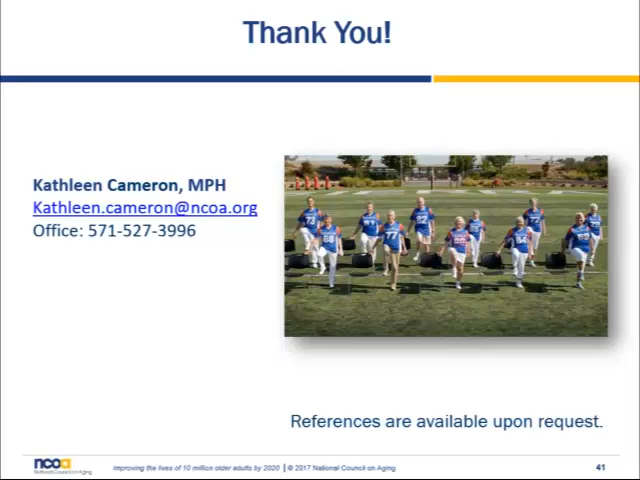 Thank You!
Kathleen Cameron, MPH
Kathleen.cameron@ncoa.org
Office: 571-527-3996
References are available upon request.
ncoa
National Council on Aging
Improving the lives of 10 million older adults by 2020 | © 2017 National Council on Aging
41